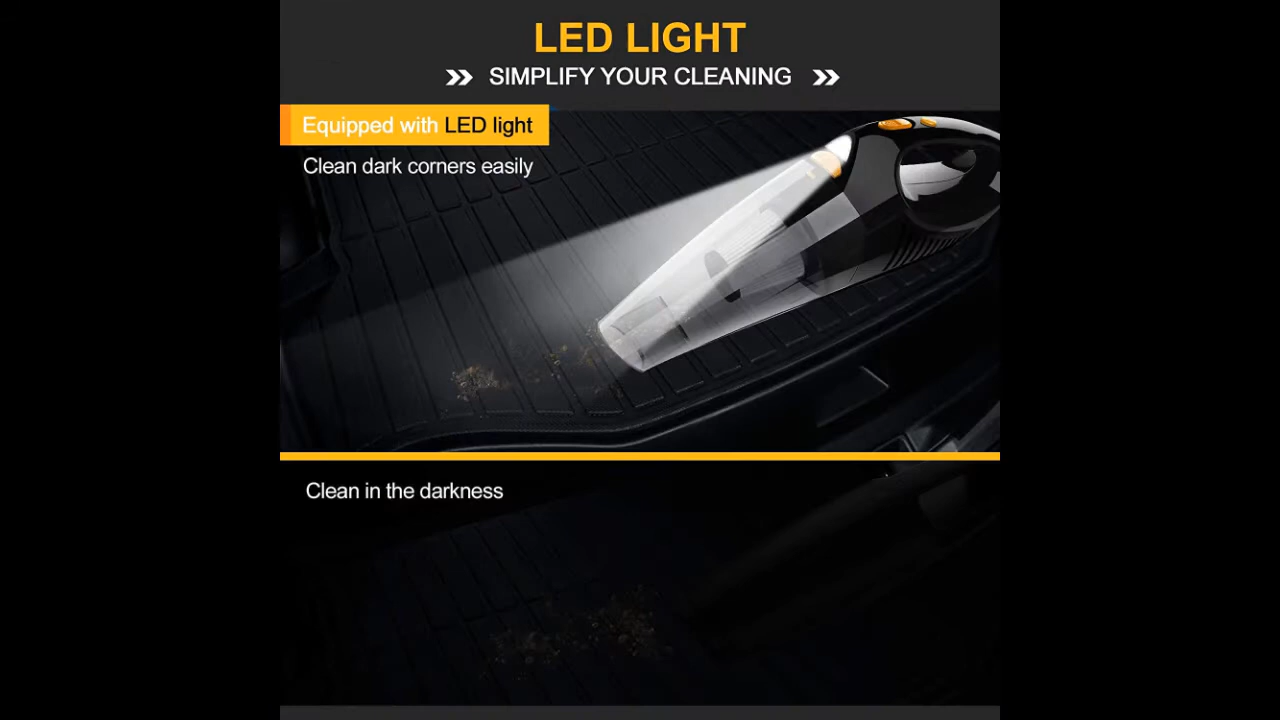 LED LIGHT
SIMPLIFY YOUR CLEANING
Equipped with LED light
Clean dark corners easily
Clean in the darkness